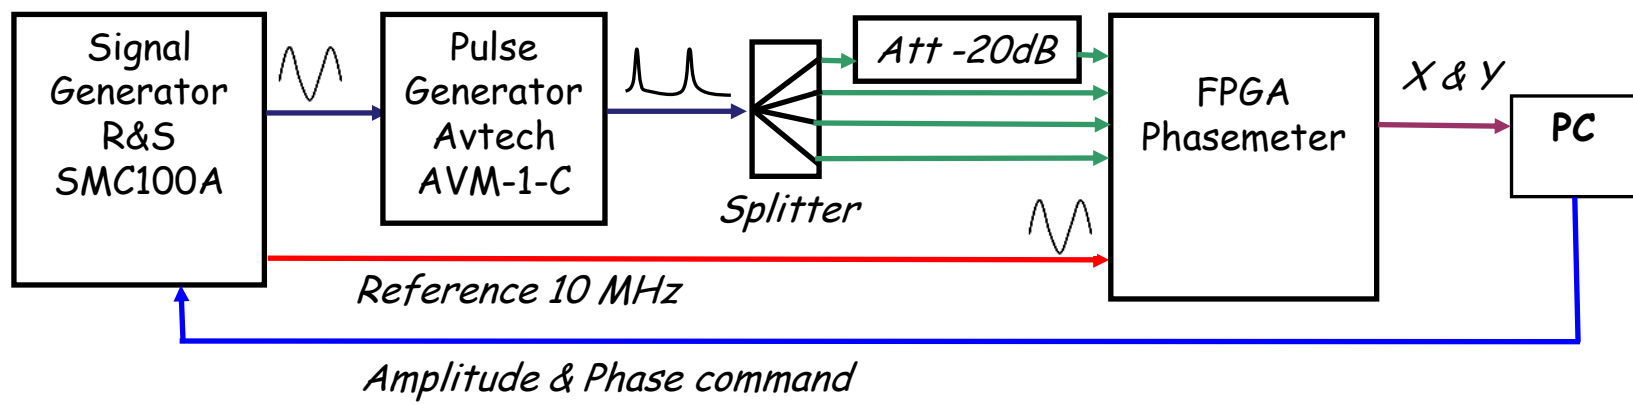 Signal
Generator
R&S
SMC100A
Pulse
Generator
Avtech
AVM-1-C
Splitter
Att -20dB
FPGA
Phasemeter
X & Y
PC
Reference 10 MHz
Amplitude & Phase command